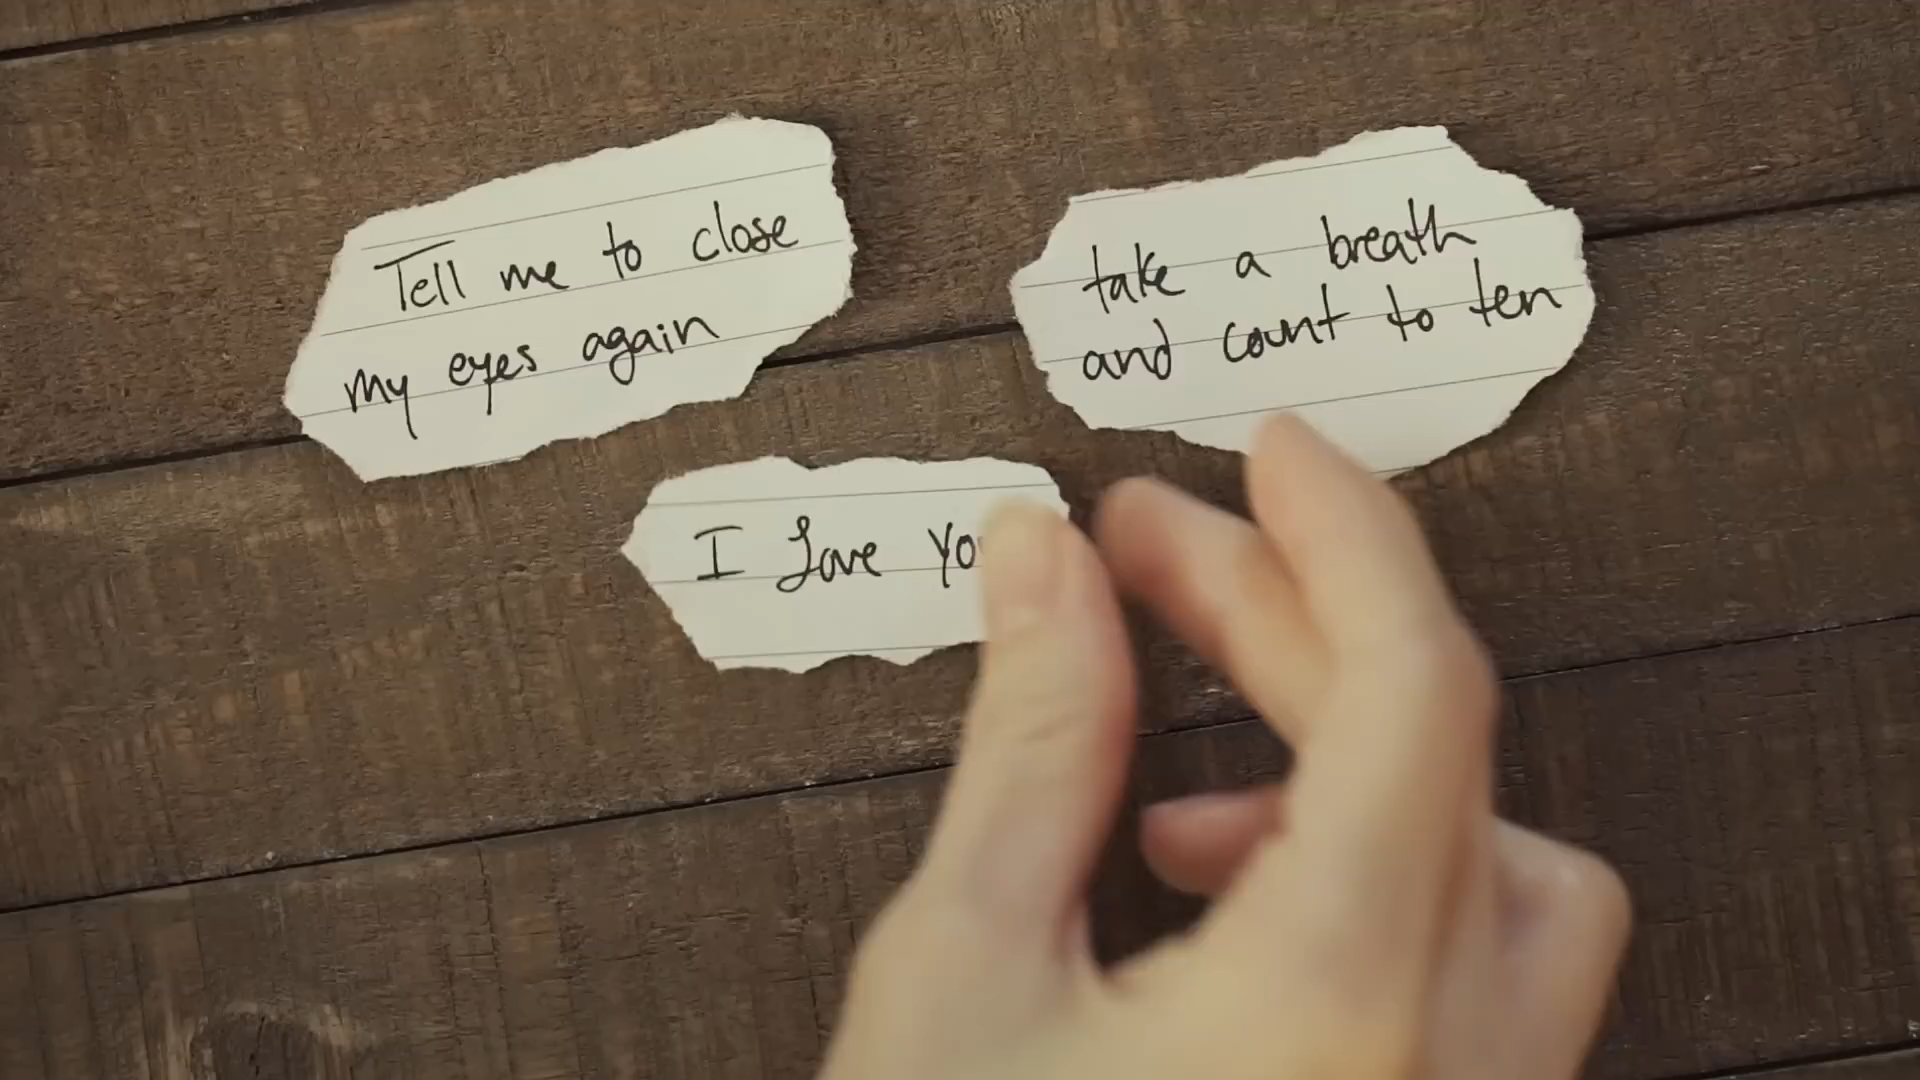 Tell me to close
my eyes again
take a breath
and count to ten
I Love Yo